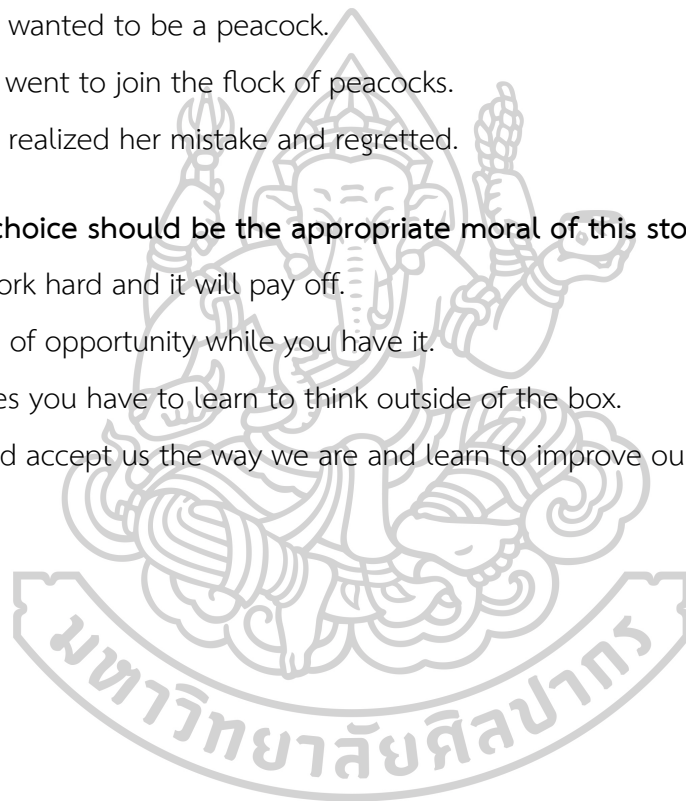 wanted to be a peacock.
went to join the flock of peacocks.
realized her mistake and regretted.
choice should be the appropriate moral of this sto
ork hard and it will pay off.
of opportunity while you have it.
es you have to learn to think outside of the box.
d accept us the way we are and learn to improve ou
มหาวิทยาลัยศิลปากร